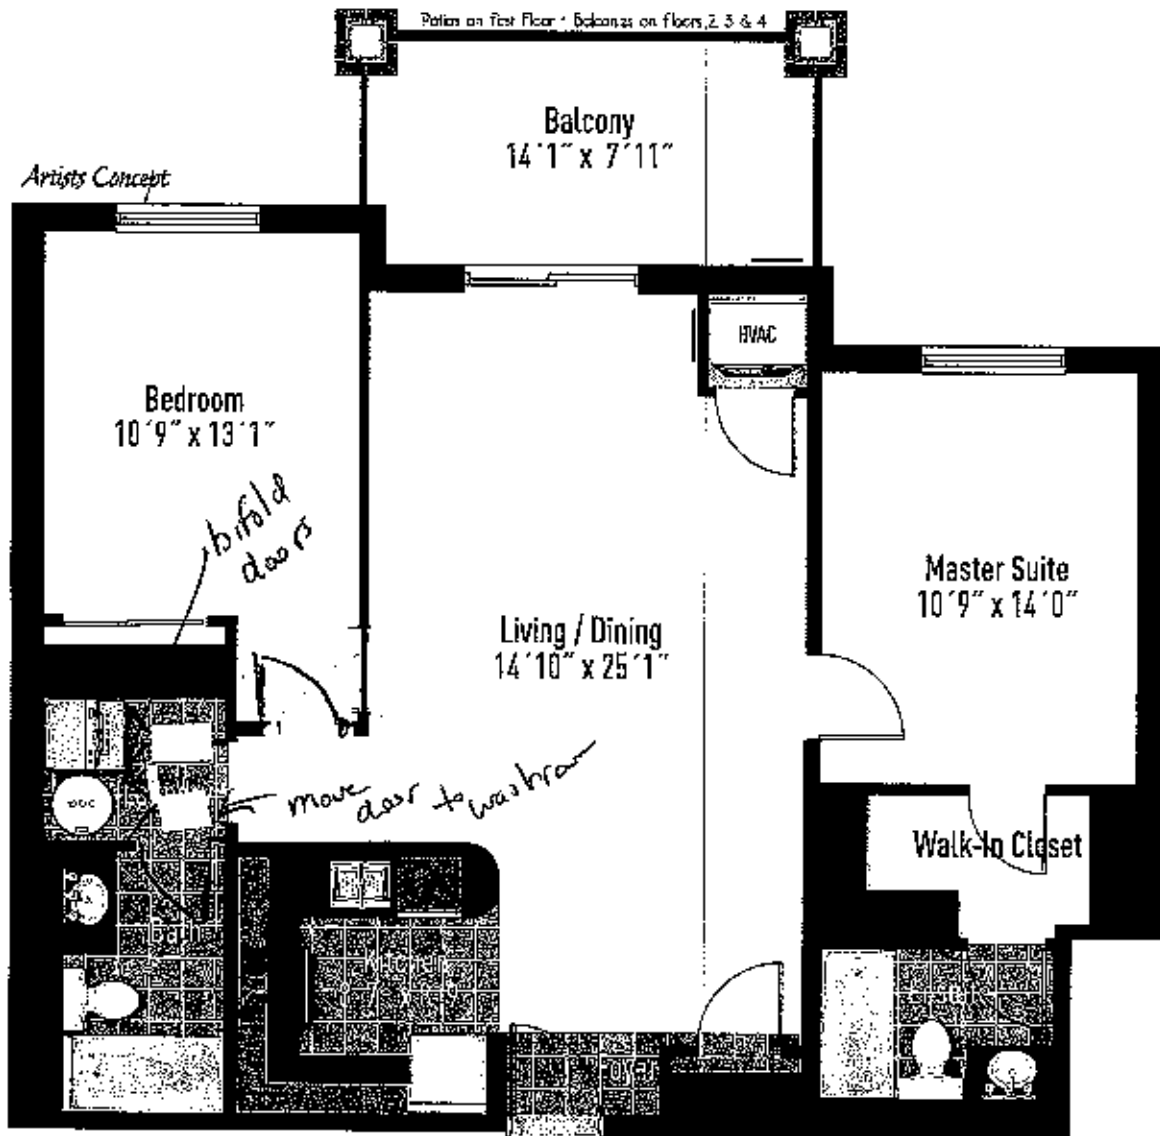 Patios on First Floor * Balconies on floors, 2 3 & 4
Balcony
14´1˝ x 7´11˝
Artists Concept
HVAC
Bedroom
10´9˝ x 13´1˝
bifold
doors
Master Suite
10´9˝ x 14´0˝
Living / Dining
14´10˝ x 25´1˝
move door to washroom
Walk-In Closet
Bath
Kitchen
Foyer